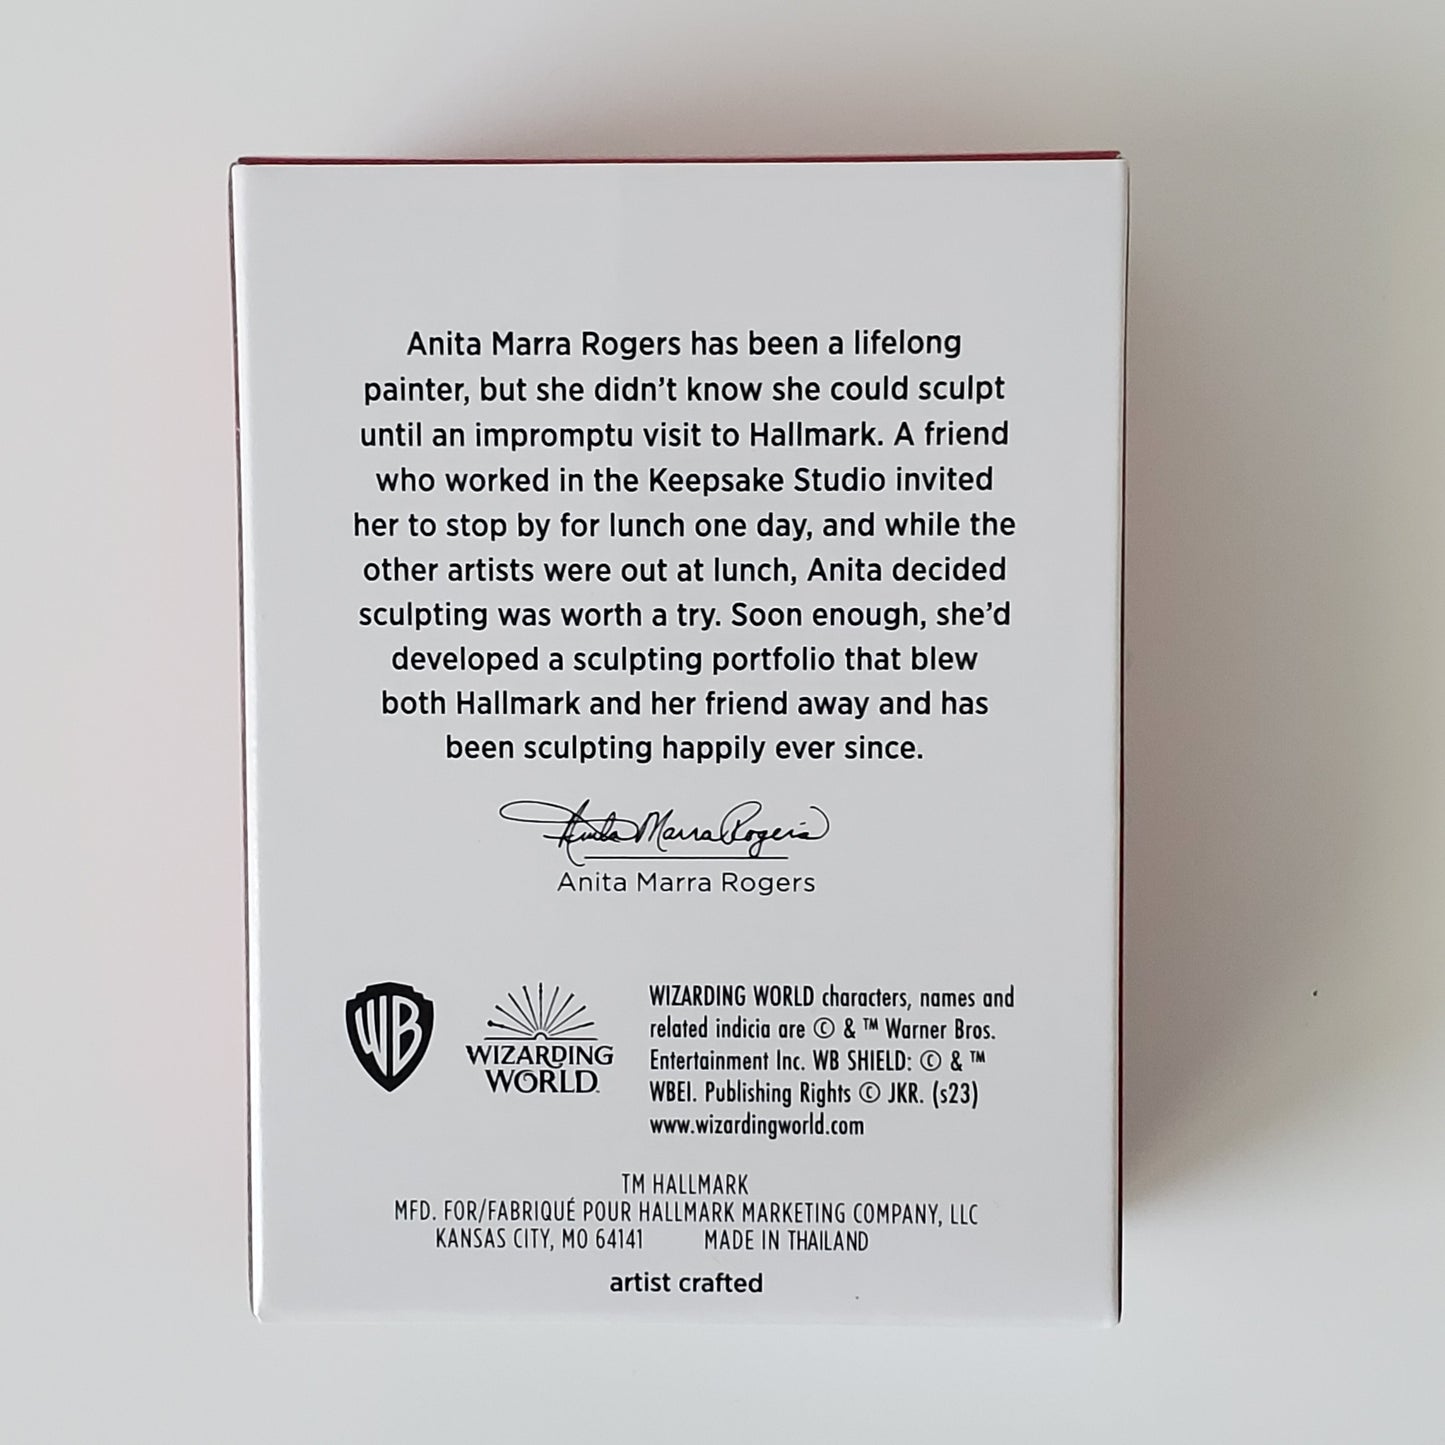 Anita Marra Rogers has been a lifelong
painter, but she didn't know she could sculpt
until an impromptu visit to Hallmark. A friend
who worked in the Keepsake Studio invited
her to stop by for lunch one day, and while the
other artists were out at lunch, Anita decided
sculpting was worth a try. Soon enough, she'd
developed a sculpting portfolio that blew
both Hallmark and her friend away and has
been sculpting happily ever since.
Anita Marra Rogers
Anita Marra Rogers
WB
WIZARDING
WORLD
WIZARDING WORLD characters, names and
related indicia are © & ™ Warner Bros.
Entertainment Inc. WB SHIELD: © & ™
WBEI. Publishing Rights © JKR. (s23)
www.wizardingworld.com
TM HALLMARK
MFD. FOR/FABRIQUÉ POUR HALLMARK MARKETING COMPANY, LLC
KANSAS CITY, MO 64141 MADE IN THAILAND
artist crafted